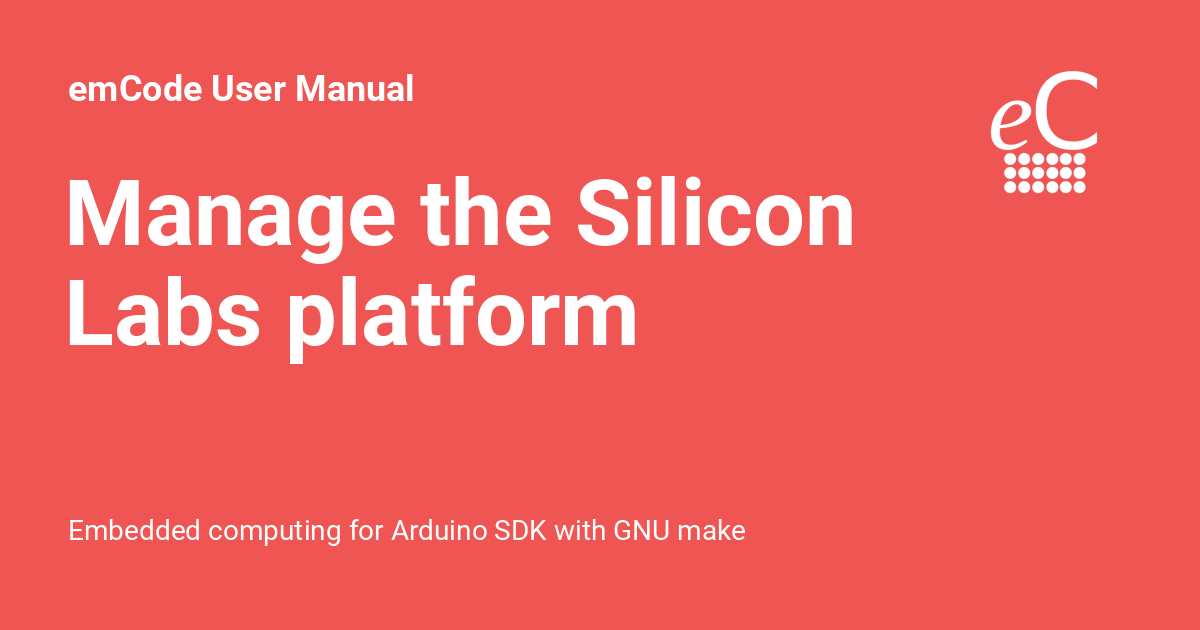 emCode User Manual
eC
Manage the Silicon
Labs platform
Embedded computing for Arduino SDK with GNU make